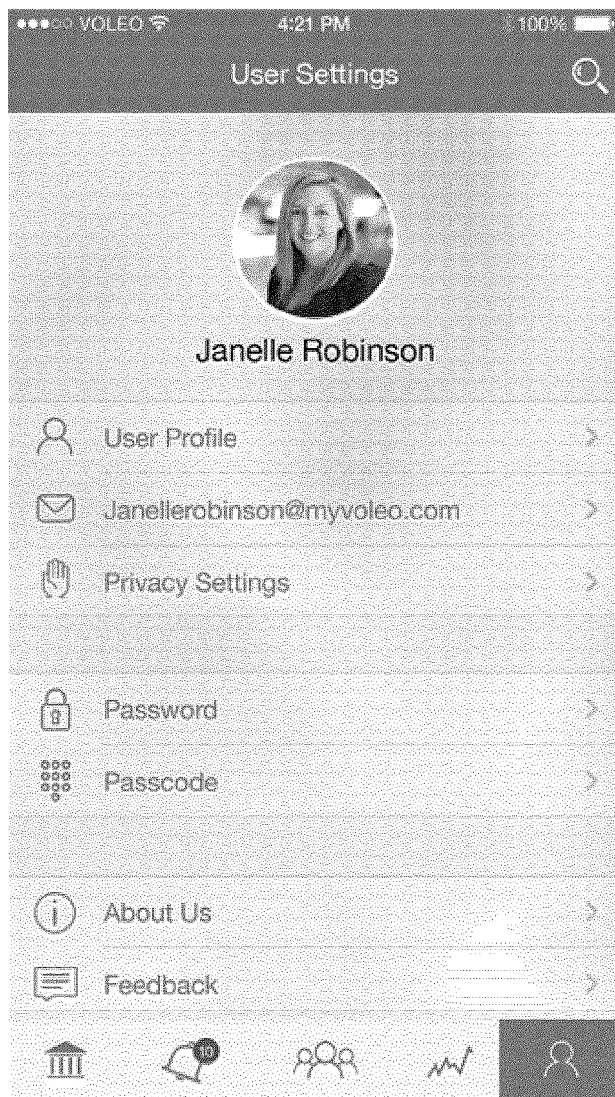 VOLEO 4:21 PM 100%
User Settings
Janelle Robinson
User Profile
Janellerobinson@myvoleo.com
Privacy Settings
Password
Passcode
About Us
Feedback
10